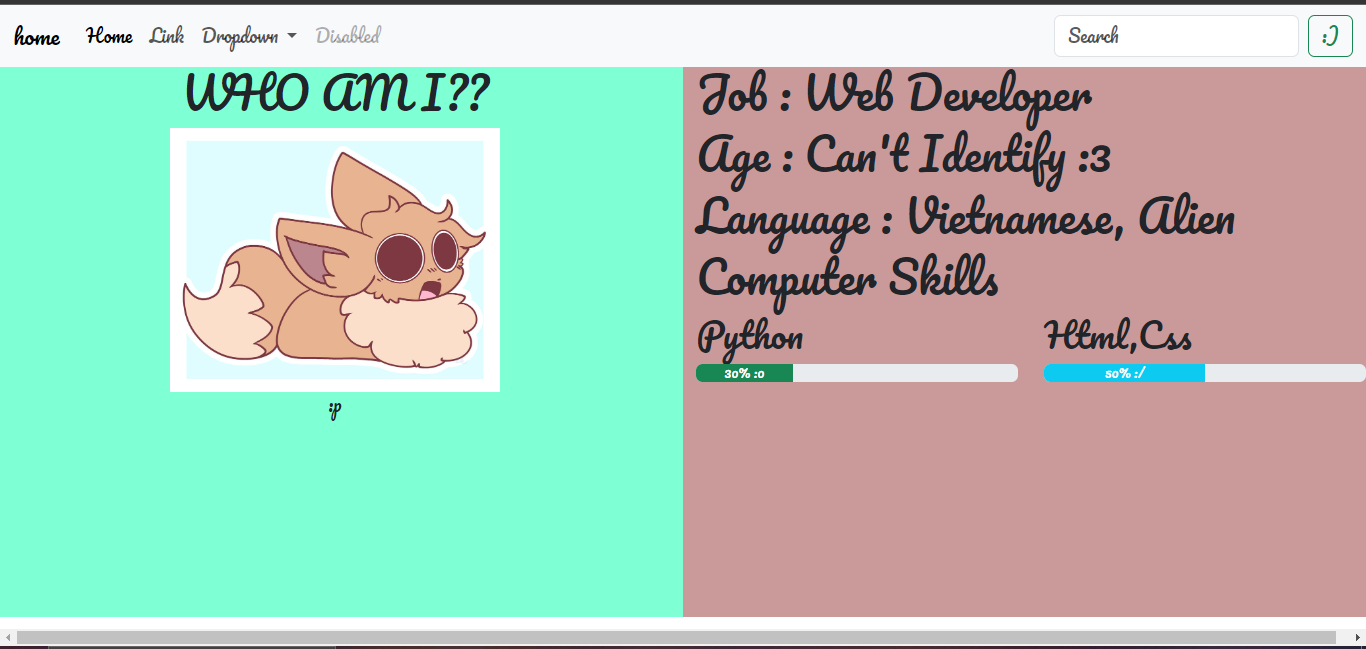 home Home Link Dropdown Disabled Search :)
WHO AM I??
:p
Job : Web Developer
Age : Can't Identify :3
Language : Vietnamese, Alien
Computer Skills
Python Html,Css
30% :o 50% :/